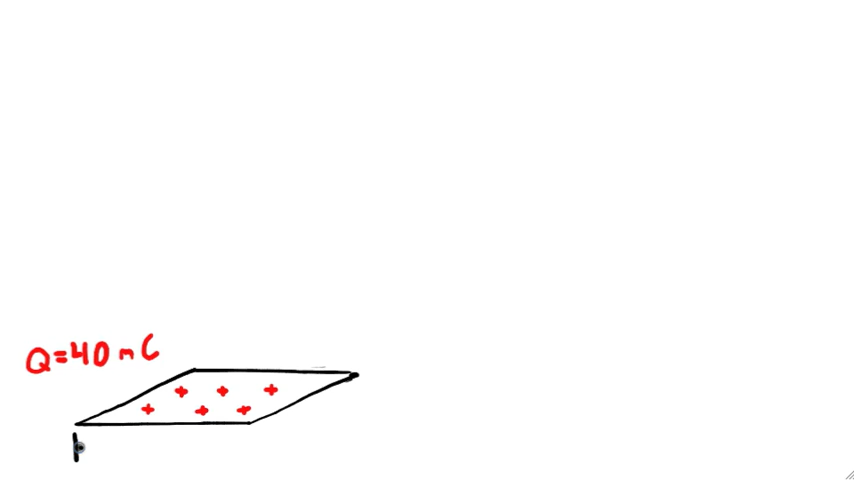 Q=40 nC
+ + +
+ + +